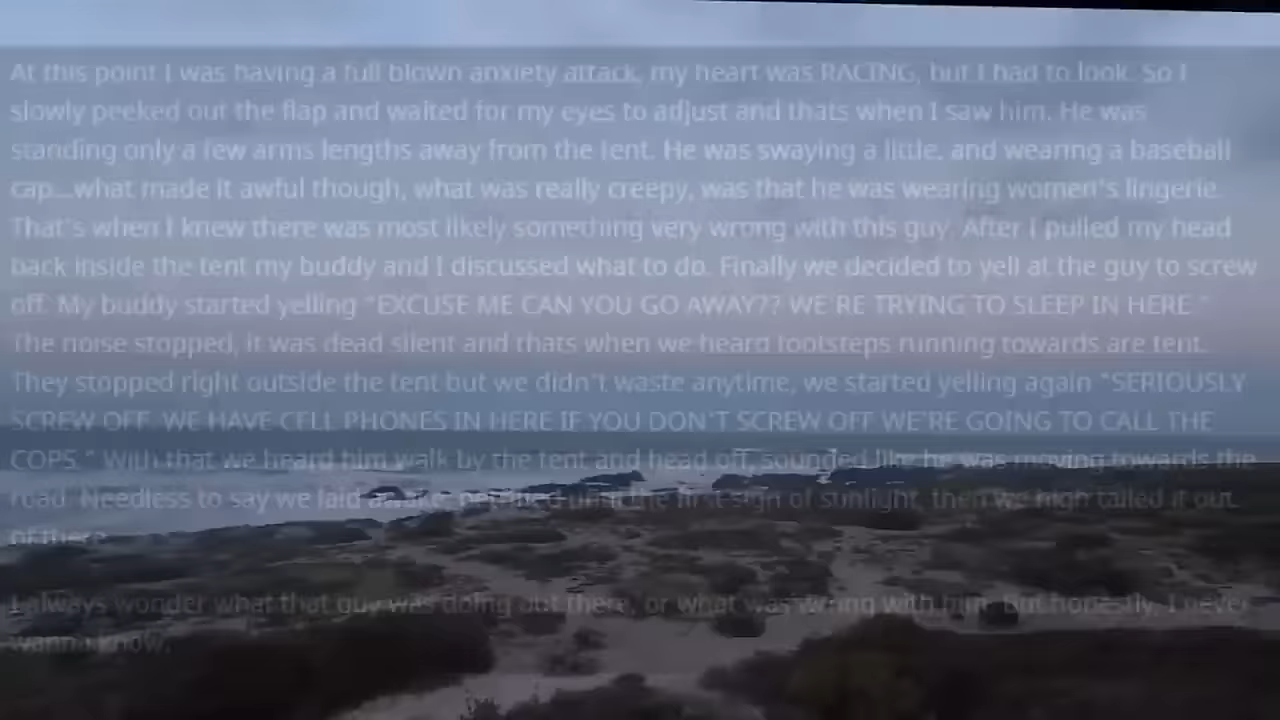 At this point I was having a full blown anxiety attack, my heart was RACING, but I had to look. So I
slowly peeked out the flap and waited for my eyes to adjust and thats when I saw him. He was
standing only a few arms lengths away from the tent. He was swaying a little, and wearing a baseball
cap...what made it awful though, what was really creepy, was that he was wearing women's lingerie.
That's when I knew there was most likely something very wrong with this guy. After I pulled my head
back inside the tent my buddy and I discussed what to do. Finally we decided to yell at the guy to screw
off. My buddy started yelling "EXCUSE ME CAN YOU GO AWAY?? WE'RE TRYING TO SLEEP IN HERE."
The noise stopped, it was dead silent and thats when we heard footsteps running towards are tent.
They stopped right outside the tent but we didn't waste anytime, we started yelling again "SERIOUSLY
SCREW OFF. WE HAVE CELL PHONES IN HERE IF YOU DON'T SCREW OFF WE'RE GOING TO CALL THE
COPS." With that we heard him walk by the tent and head off, sounded like he was moving towards the
road. Needless to say we laid until the first sign of sunlight, then we high tailed it out
of there.
I always wonder what that guy was doing out there, or what was wrong with him. But honestly, I never
wanna know.